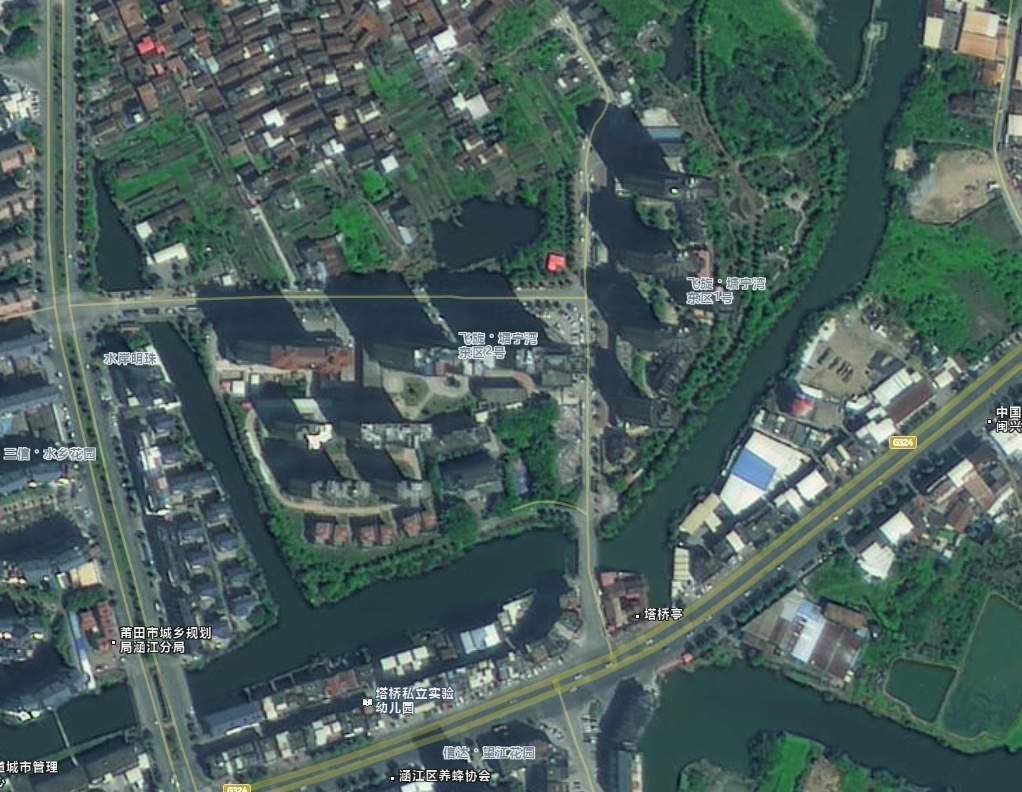 飞旋·塘宁湾
东区1号
飞旋·塘宁湾
东区2号
水岸明珠
中国
闽兴
G324
三信·水乡花园
塔桥亭
莆田市城乡规划
局涵江分局
塔桥私立实验
幼儿园
信达·望江花园
道城市管理
涵江区养蜂协会
G324